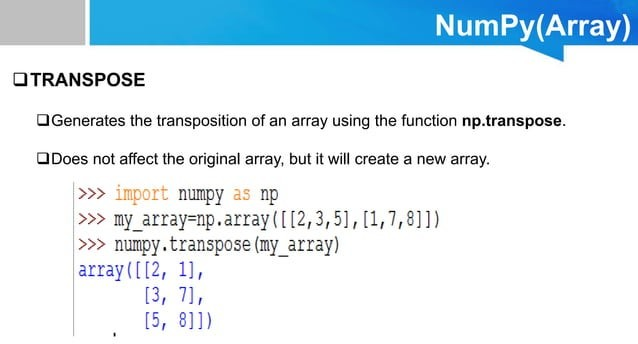 NumPy(Array)
❑TRANSPOSE
❑Generates the transposition of an array using the function np.transpose.
❑Does not affect the original array, but it will create a new array.
>>> import numpy as np
>>> my_array=np.array([[2,3,5],[1,7,8]])
>>> numpy.transpose(my_array)
array([[2, 1],
       [3, 7],
       [5, 8]])